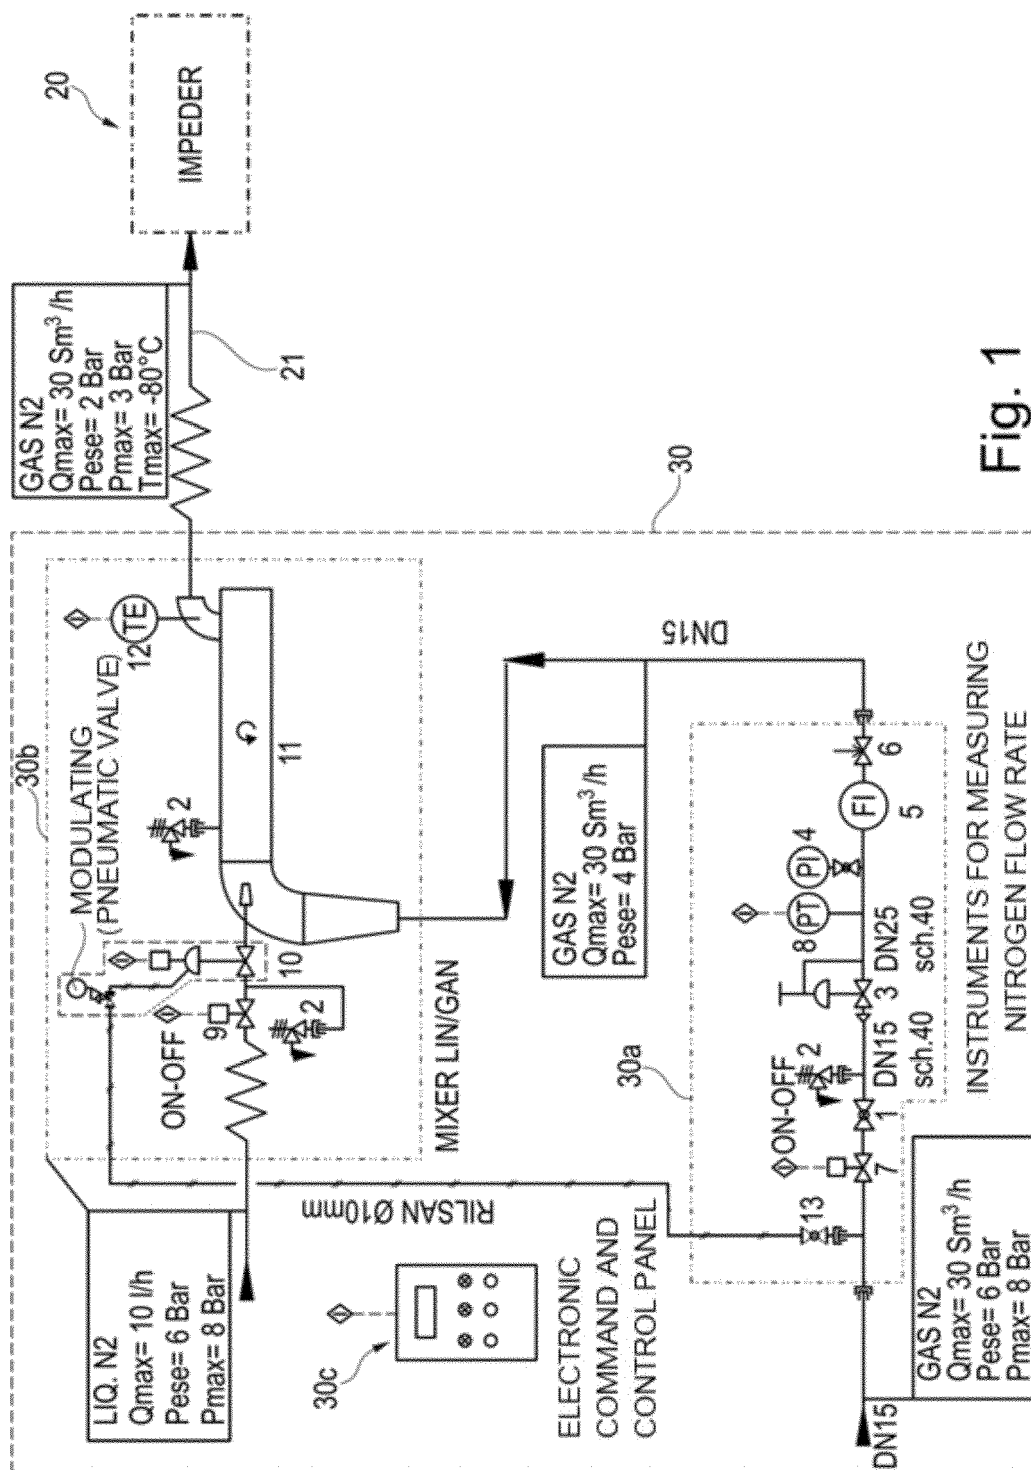 LIQ. N2
Qmax= 10 l/h
Pese= 6 Bar
Pmax= 8 Bar
30b
MODULATING
(PNEUMATIC VALVE)
ON-OFF
9
10
2
2
12
TE
11
MIXER LIN/GAN
GAS N2
Qmax= 30 Sm³/h
Pese= 2 Bar
Pmax= 3 Bar
Tmax= -80°C
21
20
IMPEDER
30
RILSAN Ø10mm
30c
ELECTRONIC
COMMAND AND
CONTROL PANEL
GAS N2
Qmax= 30 Sm³/h
Pese= 4 Bar
DN15
30a
13
ON-OFF
7
1
2
DN15
sch.40
3
DN25
sch.40
8
PT
PI
4
FI
5
6
INSTRUMENTS FOR MEASURING
NITROGEN FLOW RATE
DN15
GAS N2
Qmax= 30 Sm³/h
Pese= 6 Bar
Pmax= 8 Bar
Fig. 1